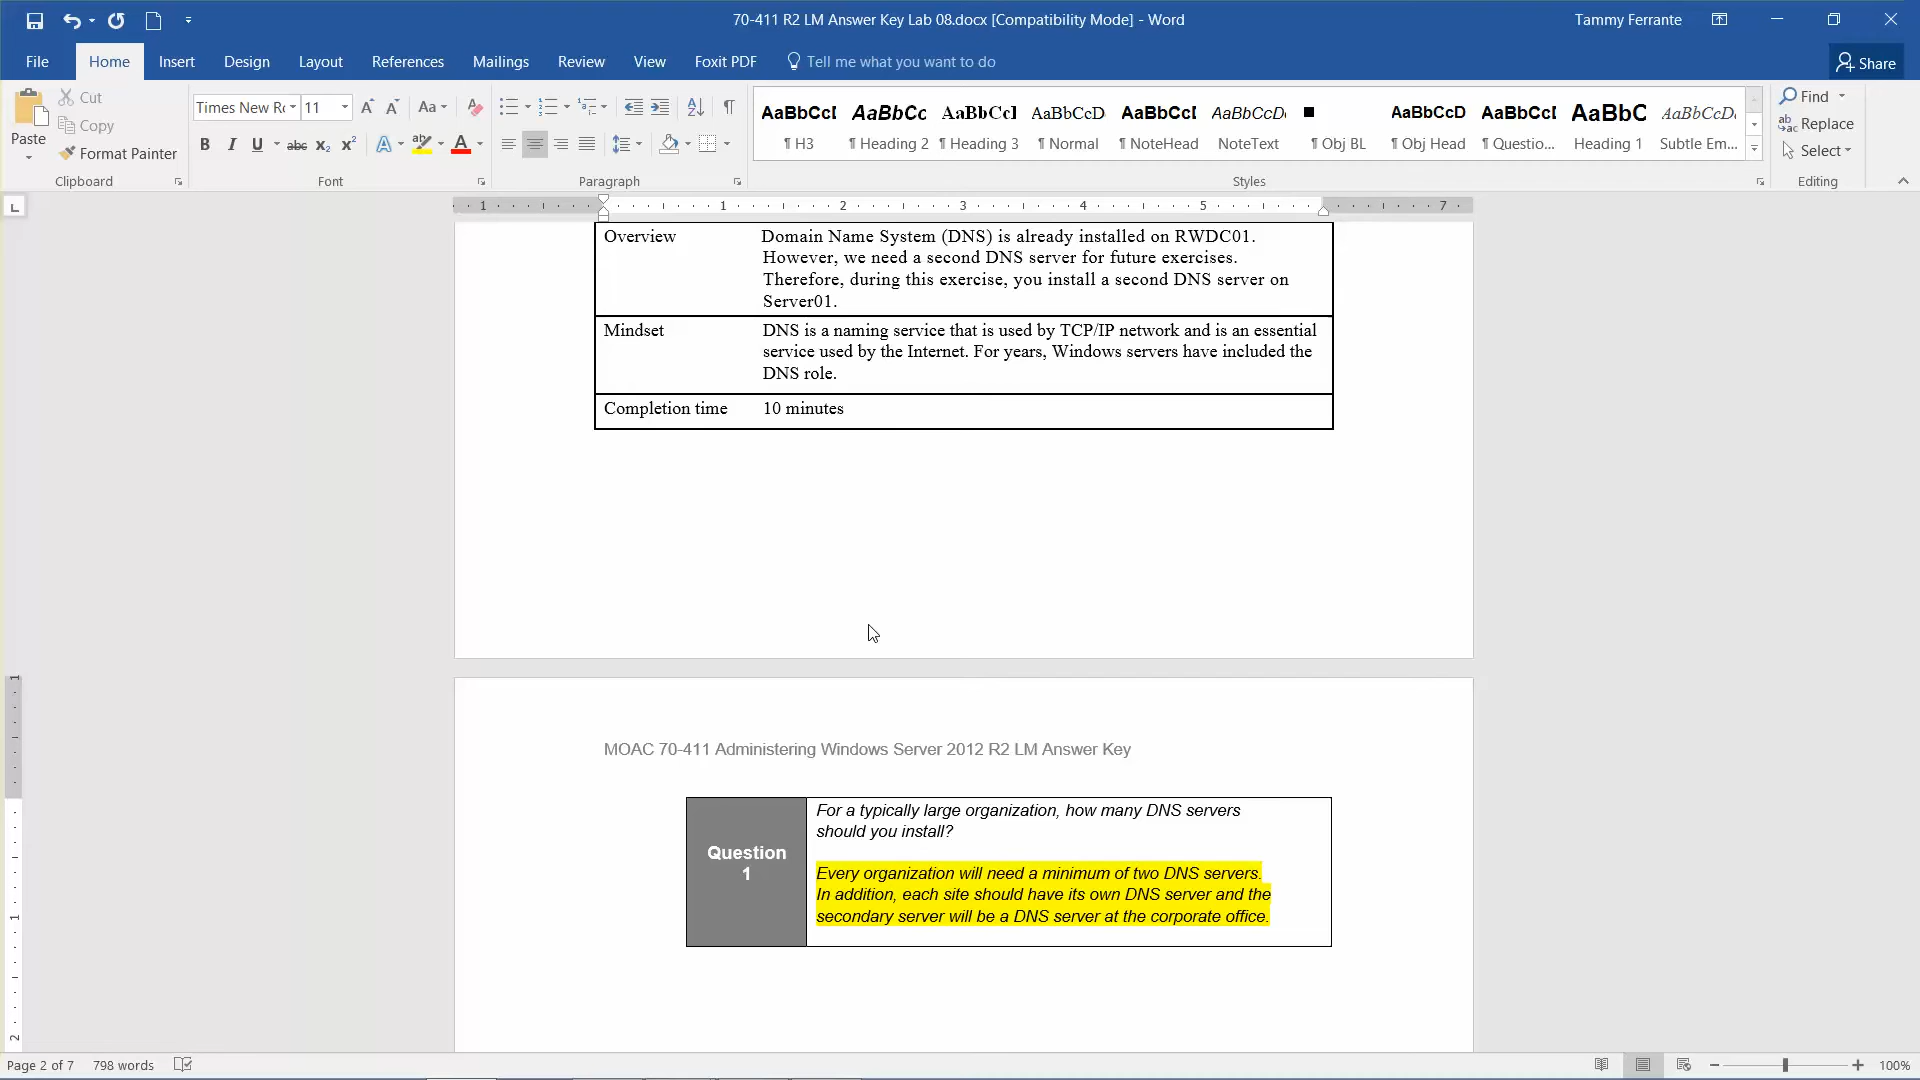 70-411 R2 LM Answer Key Lab 08.docx [Compatibility Mode] - Word
Tammy Ferrante
File
Home
Insert
Design
Layout
References
Mailings
Review
View
Foxit PDF
Tell me what you want to do
Share
Paste
Cut
Copy
Format Painter
Clipboard
Times New Rc
11
Font
Paragraph
AaBbCcI
¶ H3
AaBbCc
¶ Heading 2
AaBbCcI
¶ Heading 3
AaBbCcD
¶ Normal
AaBbCcI
¶ NoteHead
AaBbCcDc
NoteText
¶ Obj BL
AaBbCcD
¶ Obj Head
AaBbCcI
¶ Questio...
AaBbC
Heading 1
AaBbCcD.
Subtle Em...
Styles
Find
Replace
Select
Editing
1 1 2 3 4 5 7
Overview
Domain Name System (DNS) is already installed on RWDC01.
However, we need a second DNS server for future exercises.
Therefore, during this exercise, you install a second DNS server on
Server01.
Mindset
DNS is a naming service that is used by TCP/IP network and is an essential
service used by the Internet. For years, Windows servers have included the
DNS role.
Completion time
10 minutes
MOAC 70-411 Administering Windows Server 2012 R2 LM Answer Key
Question
1
For a typically large organization, how many DNS servers
should you install?
Every organization will need a minimum of two DNS servers.
In addition, each site should have its own DNS server and the
secondary server will be a DNS server at the corporate office.
Page 2 of 7
798 words
100%